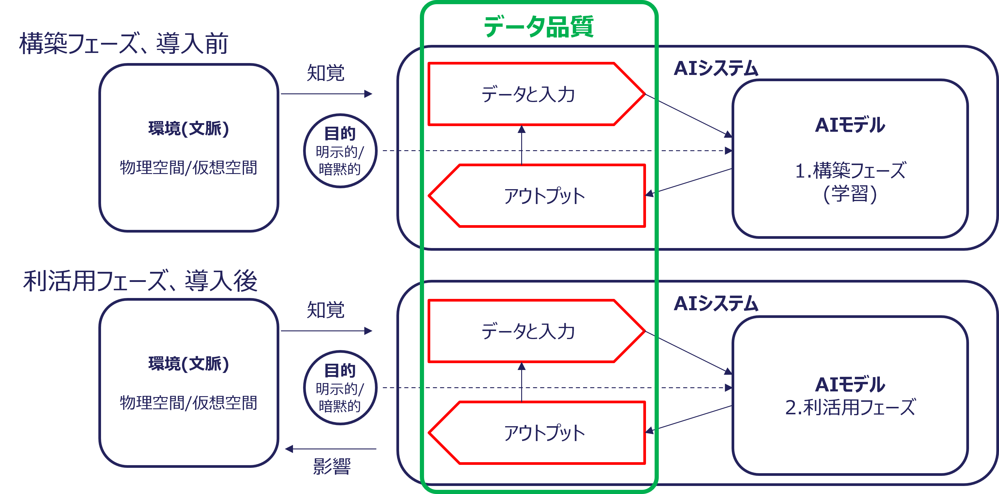 データ品質
構築フェーズ、導入前
知覚
AIシステム
データと入力
環境(文脈)
物理空間/仮想空間
目的
明示的/
暗黙的
アウトプット
AIモデル
1.構築フェーズ
(学習)
利活用フェーズ、導入後
知覚
AIシステム
データと入力
環境(文脈)
物理空間/仮想空間
目的
明示的/
暗黙的
アウトプット
AIモデル
2.利活用フェーズ
影響